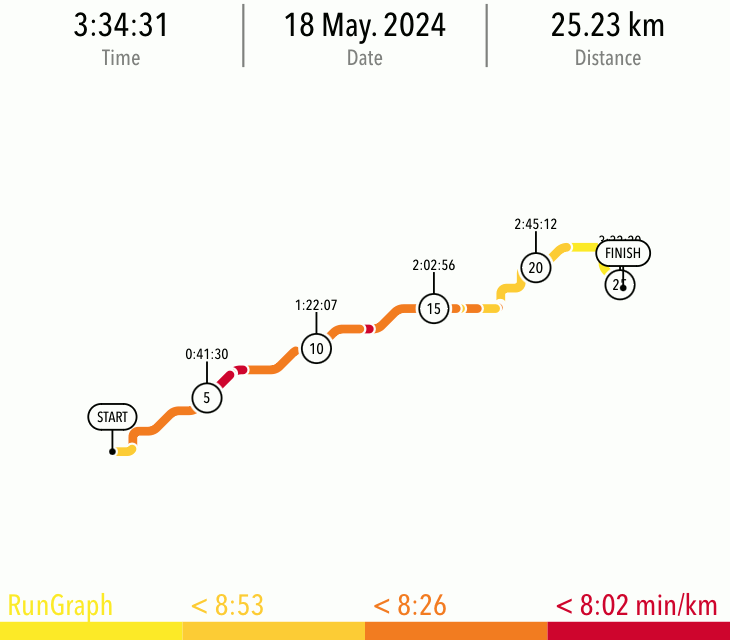 3:34:31
18 May. 2024
25.23 km
Time
Date
Distance
2:45:12
FINISH
20
2:02:56
15
1:22:07
10
0:41:30
5
START
RunGraph
< 8:53
< 8:26
< 8:02 min/km